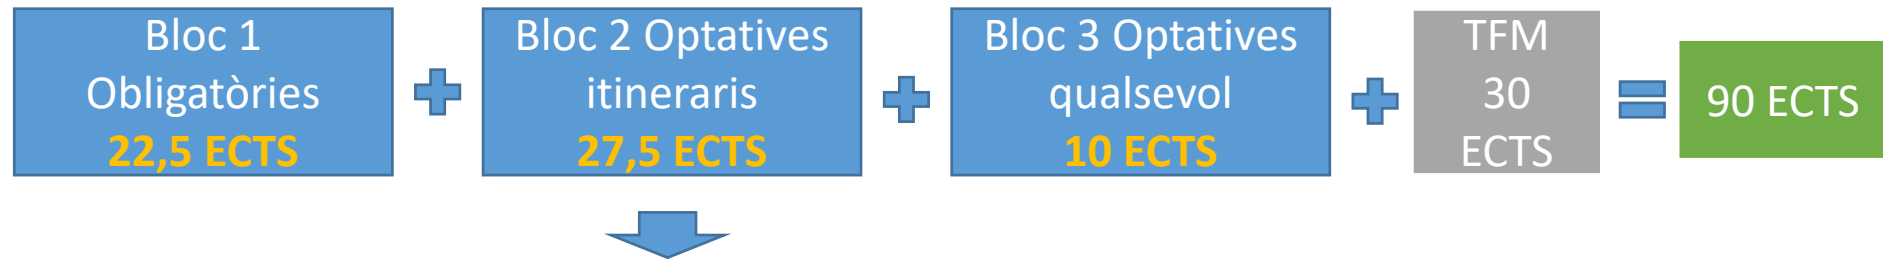 Bloc 1
Obligatòries
22,5 ECTS
Bloc 2 Optatives
itineraris
27,5 ECTS
Bloc 3 Optatives
qualsevol
10 ECTS
TFM
30
ECTS
90 ECTS